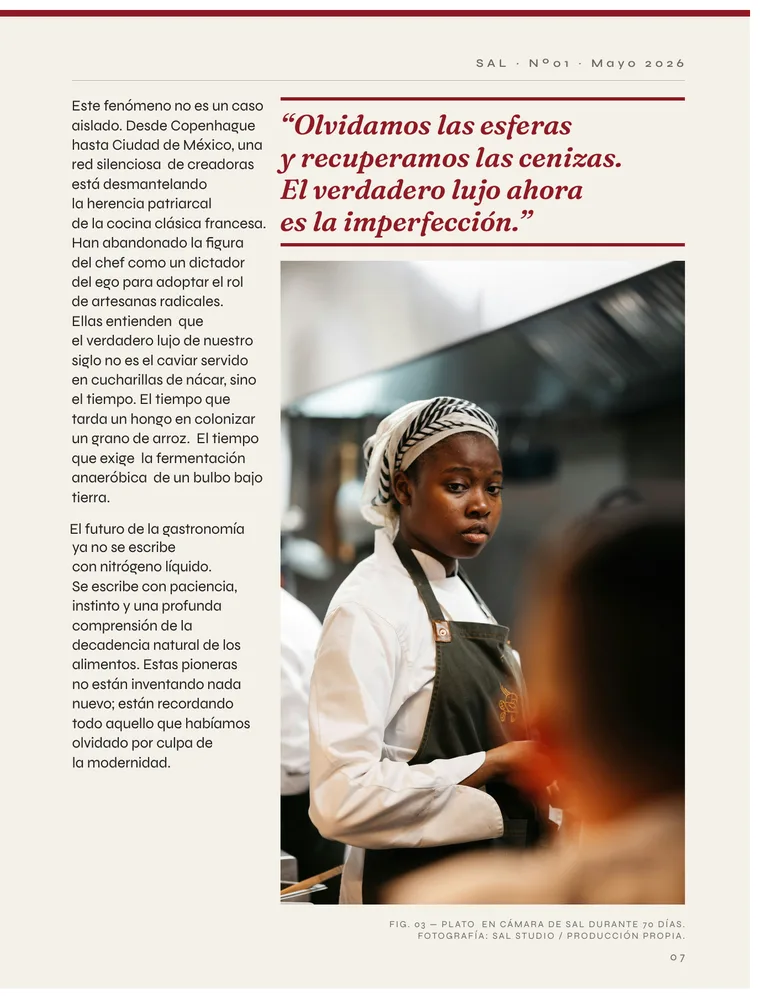 SAL · Nº01 · Mayo 2026
Este fenómeno no es un caso
aislado. Desde Copenhague
hasta Ciudad de México, una
red silenciosa de creadoras
está desmantelando
la herencia patriarcal
de la cocina clásica francesa.
Han abandonado la figura
del chef como un dictador
del ego para adoptar el rol
de artesanas radicales.
Ellas entienden que
el verdadero lujo de nuestro
siglo no es el caviar servido
en cucharillas de nácar, sino
el tiempo. El tiempo que
tarda un hongo en colonizar
un grano de arroz. El tiempo
que exige la fermentación
anaeróbica de un bulbo bajo
tierra.
El futuro de la gastronomía
ya no se escribe
con nitrógeno líquido.
Se escribe con paciencia,
instinto y una profunda
comprensión de la
decadencia natural de los
alimentos. Estas pioneras
no están inventando nada
nuevo; están recordando
todo aquello que habíamos
olvidado por culpa de
la modernidad.
“Olvidamos las esferas
y recuperamos las cenizas.
El verdadero lujo ahora
es la imperfección.”
FIG. 03 — PLATO EN CÁMARA DE SAL DURANTE 70 DÍAS.
FOTOGRAFÍA: SAL STUDIO / PRODUCCIÓN PROPIA.
07